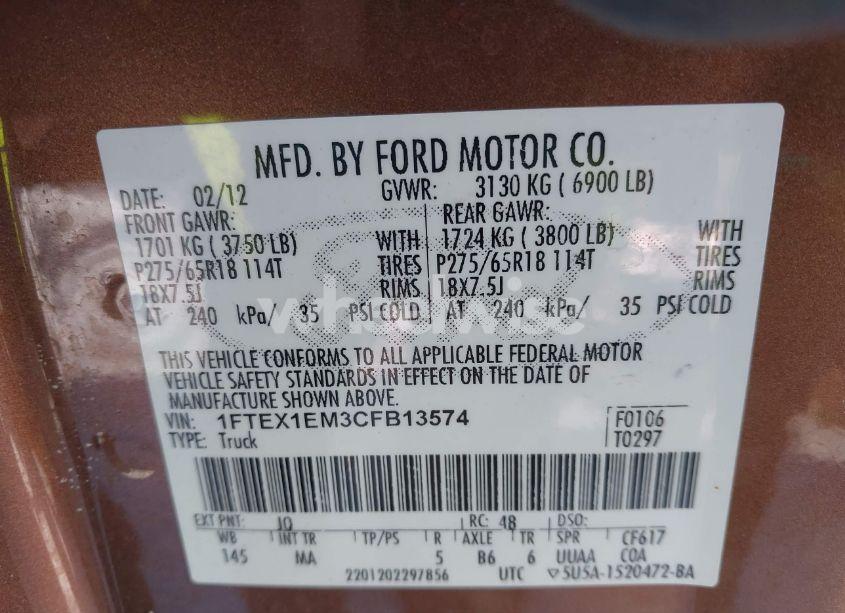 MFD. BY FORD MOTOR CO.
DATE: 02/12 GVWR: 3130 KG ( 6900 LB)
FRONT GAWR: REAR GAWR:
1701 KG ( 3750 LB) WITH 1724 KG ( 3800 LB) WITH
P275/65R18 114T TIRES P275/65R18 114T TIRES
18X7.5J RIMS 18X7.5J RIMS
AT 240 kPa/ 35 PSI COLD AT 240 kPa/ 35 PSI COLD
wheelwise
THIS VEHICLE CONFORMS TO ALL APPLICABLE FEDERAL MOTOR
VEHICLE SAFETY STANDARDS IN EFFECT ON THE DATE OF
MANUFACTURE SHOWN ABOVE.
VIN: 1FTEX1EM3CFB13574 F0106
TYPE: Truck T0297
EXT PNT: JQ RC: 48 DSO:
WB INT TR TP/PS R AXLE TR SPR CF617
145 MA 5 B6 6 UUAA COA
2201202297856 UTC ▽5U5A-1520472-BA